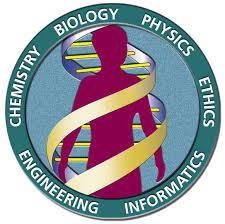 CHEMISTRY
BIOLOGY
PHYSICS
ETHICS
INFORMATICS
ENGINEERING